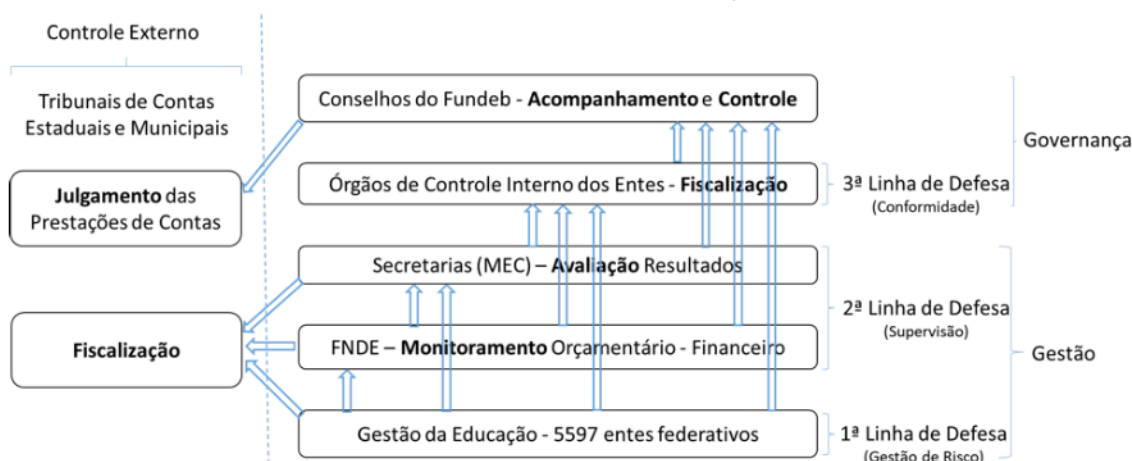 Controle Externo
Tribunais de Contas
Estaduais e Municipais
Julgamento das
Prestações de Contas
Fiscalização
Conselhos do Fundeb - Acompanhamento e Controle
Órgãos de Controle Interno dos Entes - Fiscalização
Secretarias (MEC) – Avaliação Resultados
FNDE – Monitoramento Orçamentário - Financeiro
Gestão da Educação - 5597 entes federativos
3ª Linha de Defesa
(Conformidade)
2ª Linha de Defesa
(Supervisão)
1ª Linha de Defesa
(Gestão de Risco)
Governança
Gestão